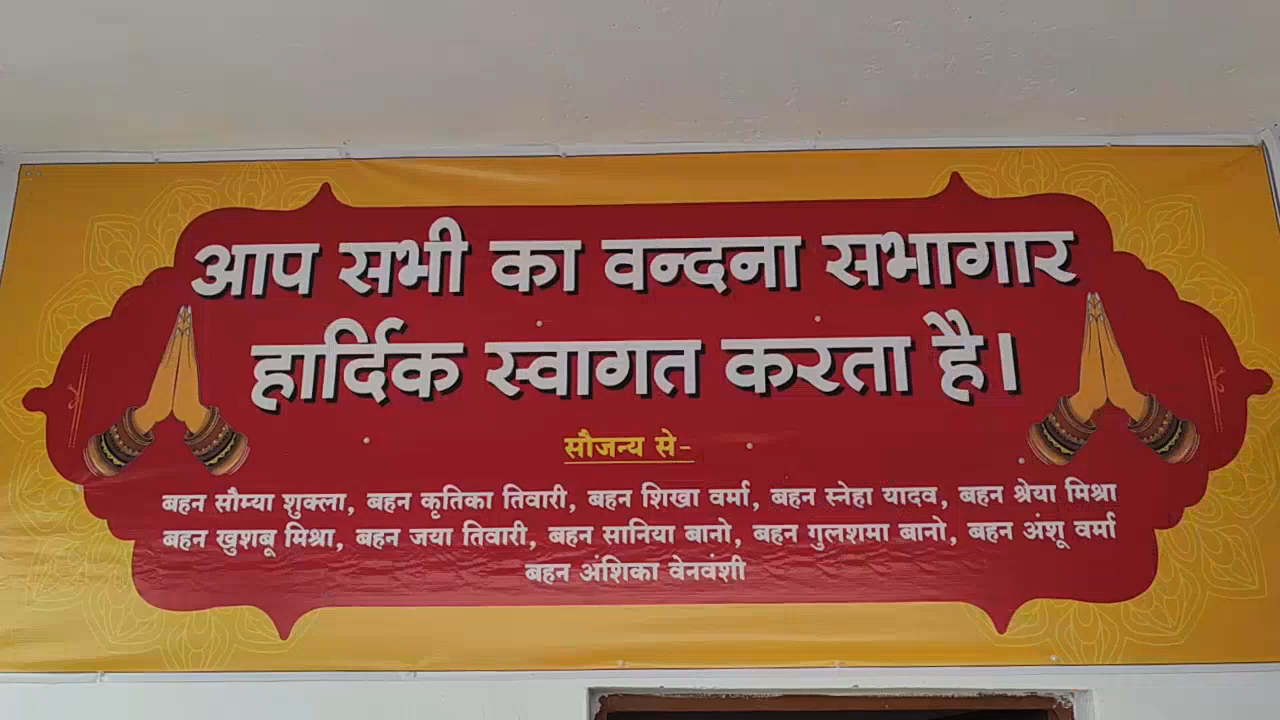 आप सभी का वन्दना सभागार
हार्दिक स्वागत करता है।
सौजन्य से-
बहन सौम्या शुक्ला, बहन कृतिका तिवारी, बहन शिखा वर्मा, बहन स्नेहा यादव, बहन श्रेया मिश्रा
बहन खुशबू मिश्रा, बहन जया तिवारी, बहन सानिया बानो, बहन गुलशमा बानो, बहन अंशू वर्मा
बहन अंशिका वेनवंशी